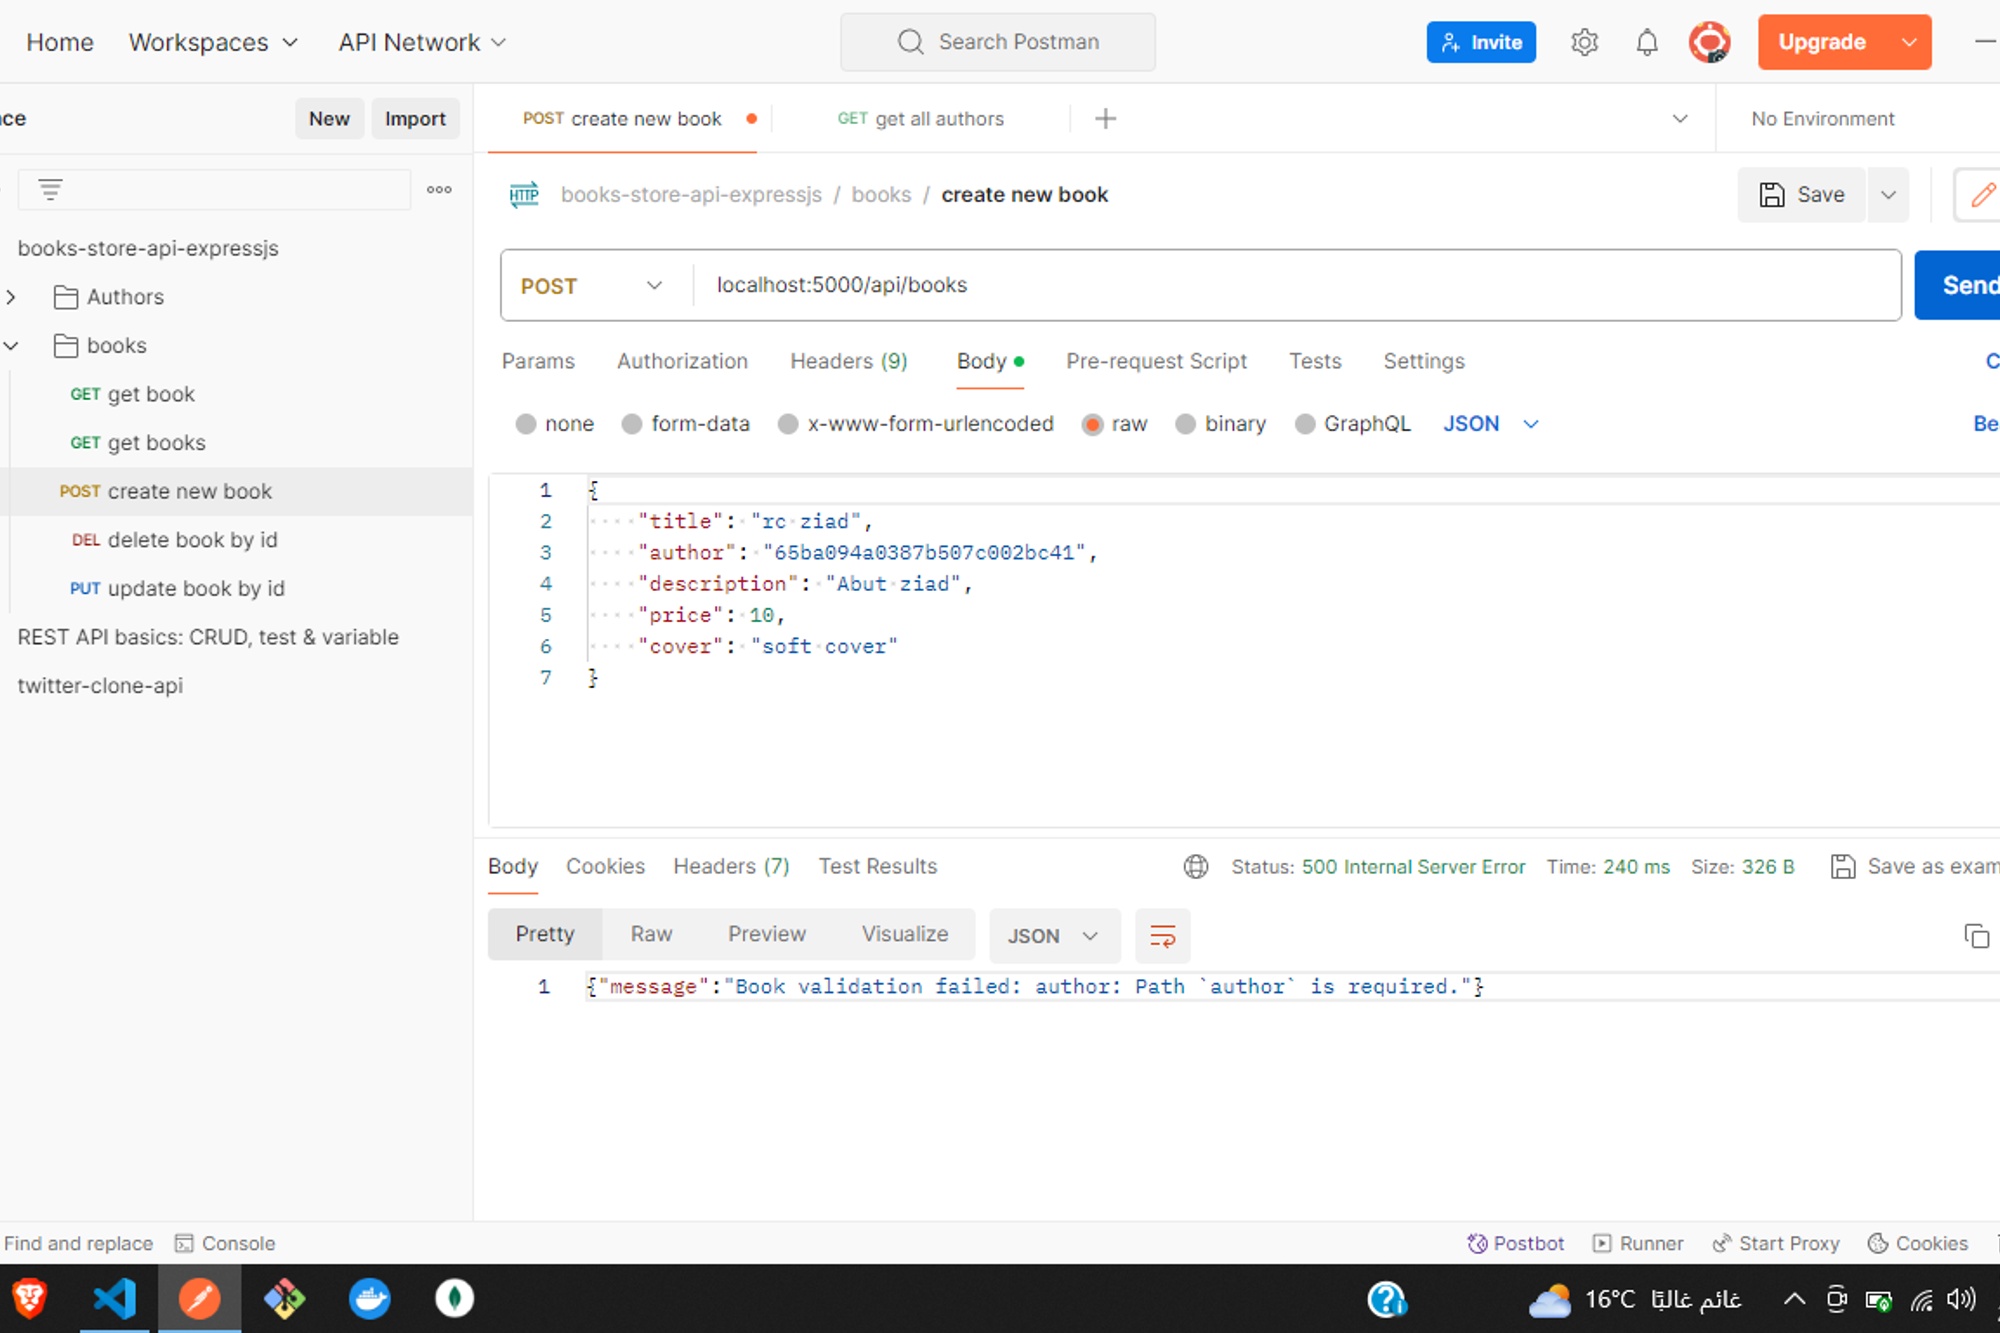 Home Workspaces API Network Search Postman Invite Upgrade
ce New Import POST create new book GET get all authors No Environment
books-store-api-expressjs / books / create new book Save
books-store-api-expressjs
Authors
books
GET get book
GET get books
POST create new book
DEL delete book by id
PUT update book by id
REST API basics: CRUD, test & variable
twitter-clone-api
POST localhost:5000/api/books Send
Params Authorization Headers (9) Body Pre-request Script Tests Settings C
none form-data x-www-form-urlencoded raw binary GraphQL JSON Be
1 {
2 "title": "rc ziad",
3 "author": "65ba094a0387b507c002bc41",
4 "description": "Abut ziad",
5 "price": 10,
6 "cover": "soft cover"
7 }
Body Cookies Headers (7) Test Results Status: 500 Internal Server Error Time: 240 ms Size: 326 B Save as exam
Pretty Raw Preview Visualize JSON
1 {"message":"Book validation failed: author: Path `author` is required."}
Find and replace Console Postbot Runner Start Proxy Cookies
16°C غائم غالبًا